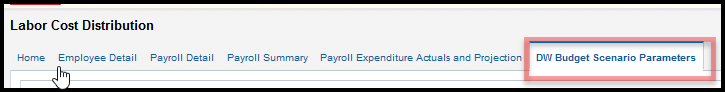 Labor Cost Distribution
Home Employee Detail Payroll Detail Payroll Summary Payroll Expenditure Actuals and Projection DW Budget Scenario Parameters